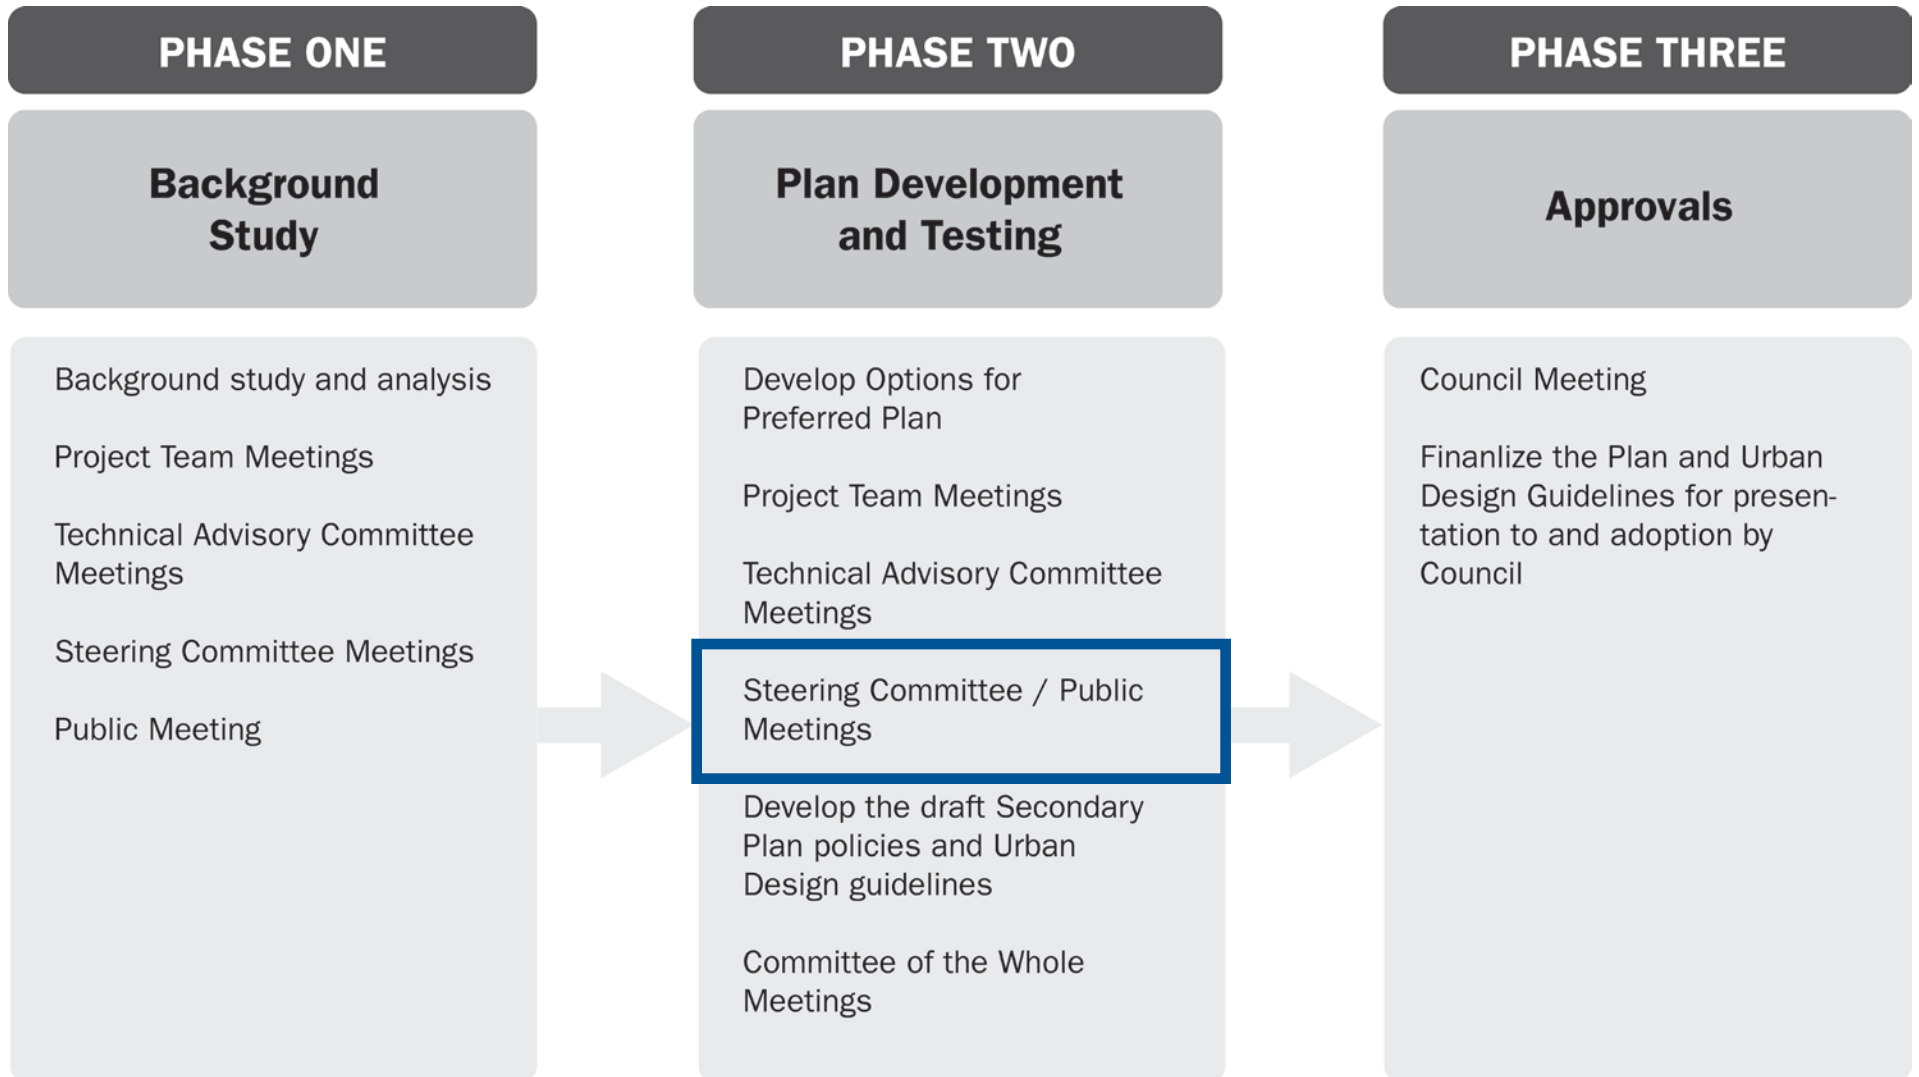 PHASE ONE
Background
Study
Background study and analysis
Project Team Meetings
Technical Advisory Committee
Meetings
Steering Committee Meetings
Public Meeting
PHASE TWO
Plan Development
and Testing
Develop Options for
Preferred Plan
Project Team Meetings
Technical Advisory Committee
Meetings
Steering Committee / Public
Meetings
Develop the draft Secondary
Plan policies and Urban
Design guidelines
Committee of the Whole
Meetings
PHASE THREE
Approvals
Council Meeting
Finanlize the Plan and Urban
Design Guidelines for presen-
tation to and adoption by
Council